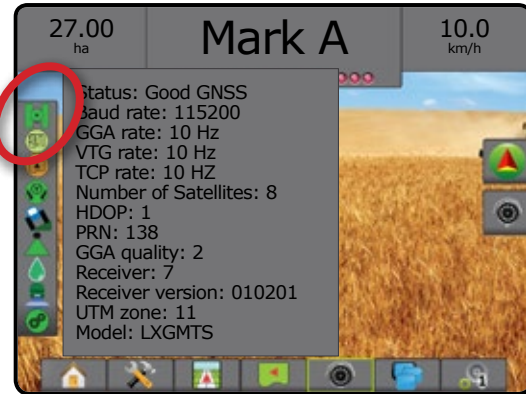 27.00
ha
Mark A
10.0
km/h
Status: Good GNSS
Baud rate: 115200
GGA rate: 10 Hz
VTG rate: 10 Hz
TCP rate: 10 HZ
Number of Satellites: 8
HDOP: 1
PRN: 138
GGA quality: 2
Receiver: 7
Receiver version: 010201
UTM zone: 11
Model: LXGMTS
1